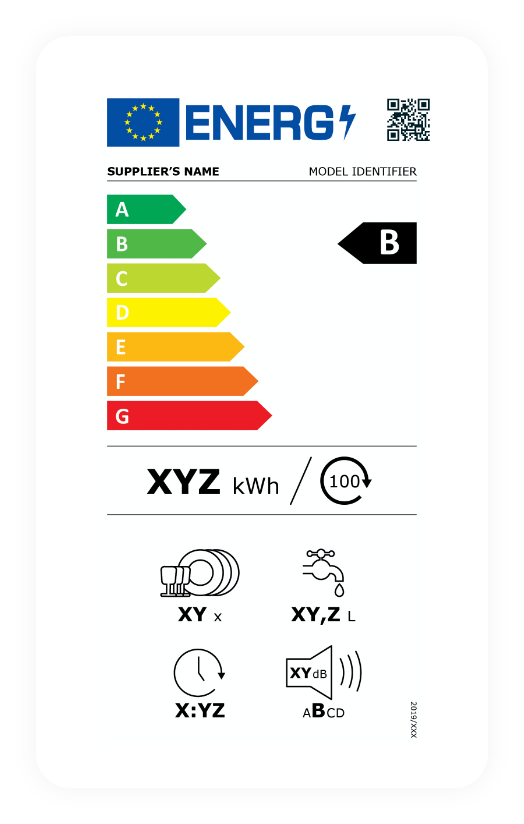 ENERG
SUPPLIER'S NAME MODEL IDENTIFIER
A
B B
C
D
E
F
G
XYZ kWh / 100
XY x XY,Z L
XY dB
X:YZ ABCD
2019/XXX